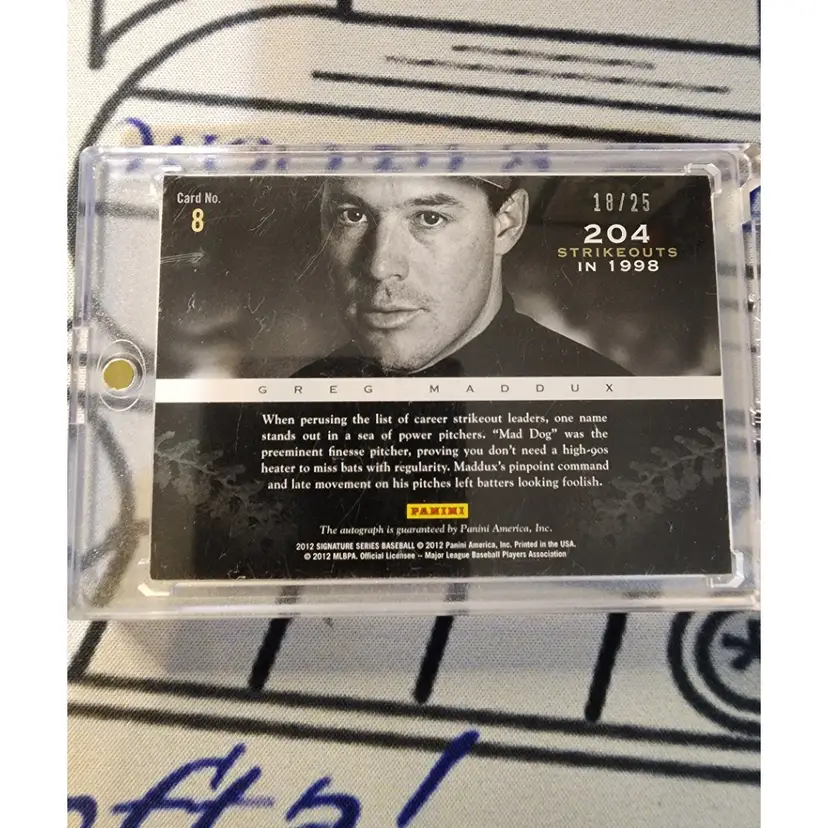 Card No.
8
18/25
204
STRIKEOUTS
IN 1998
GREG MADDUX
When perusing the list of career strikeout leaders, one name
stands out in a sea of power pitchers. “Mad Dog” was the
preeminent finesse pitcher, proving you don’t need a high-90s
heater to miss bats with regularity. Maddux’s pinpoint command
and late movement on his pitches left batters looking foolish.
PANINI
The autograph is guaranteed by Panini America, Inc.
2012 SIGNATURE SERIES BASEBALL © 2012 Panini America, Inc. Printed in the USA.
© 2012 MLBPA. Official Licensee – Major League Baseball Players Association